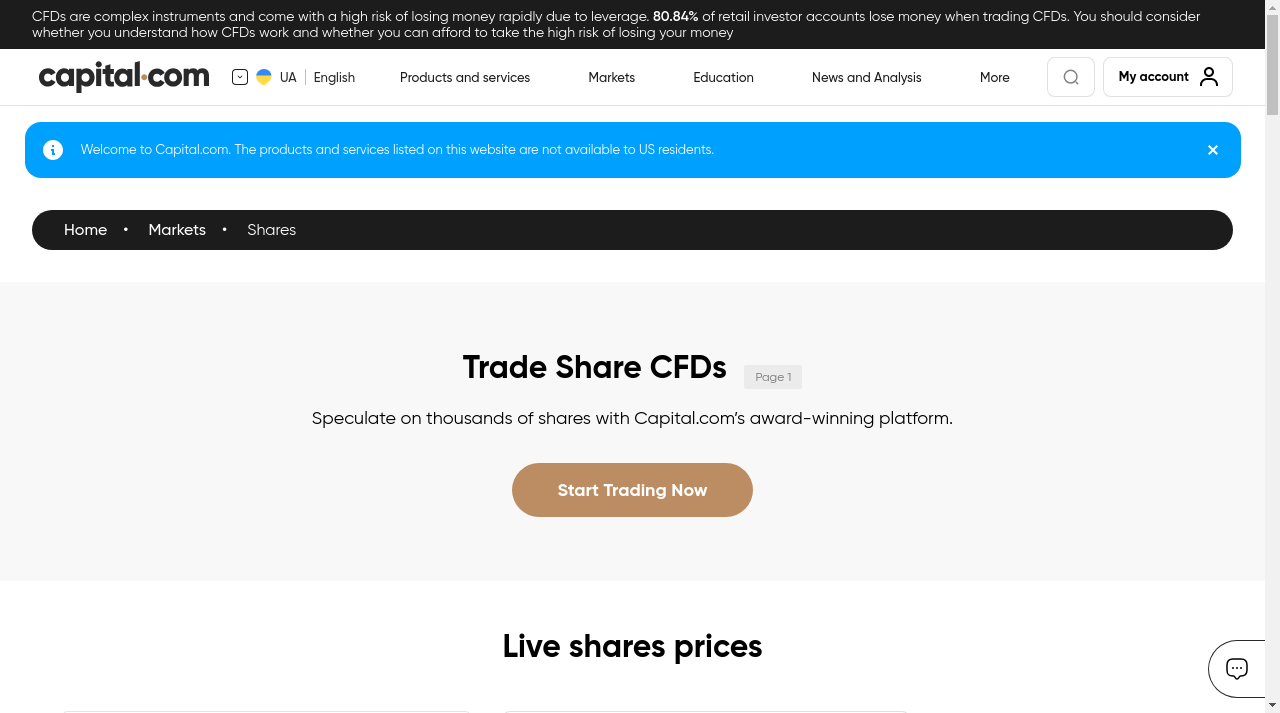 CFDs are complex instruments and come with a high risk of losing money rapidly due to leverage. 80.84% of retail investor accounts lose money when trading CFDs. You should consider
whether you understand how CFDs work and whether you can afford to take the high risk of losing your money
capital.com
UA English
Products and services
Markets
Education
News and Analysis
More
My account
Welcome to Capital.com. The products and services listed on this website are not available to US residents.
Home • Markets • Shares
Trade Share CFDs Page 1
Speculate on thousands of shares with Capital.com’s award-winning platform.
Start Trading Now
Live shares prices